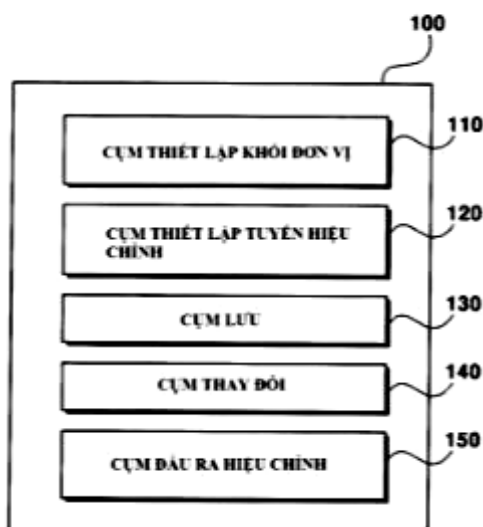 100
CỤM THIẾT LẬP KHỐI ĐƠN VỊ
110
CỤM THIẾT LẬP TUYẾN HIỆU
CHỈNH
120
CỤM LƯU
130
CỤM THAY ĐỔI
140
CỤM ĐẦU RA HIỆU CHỈNH
150